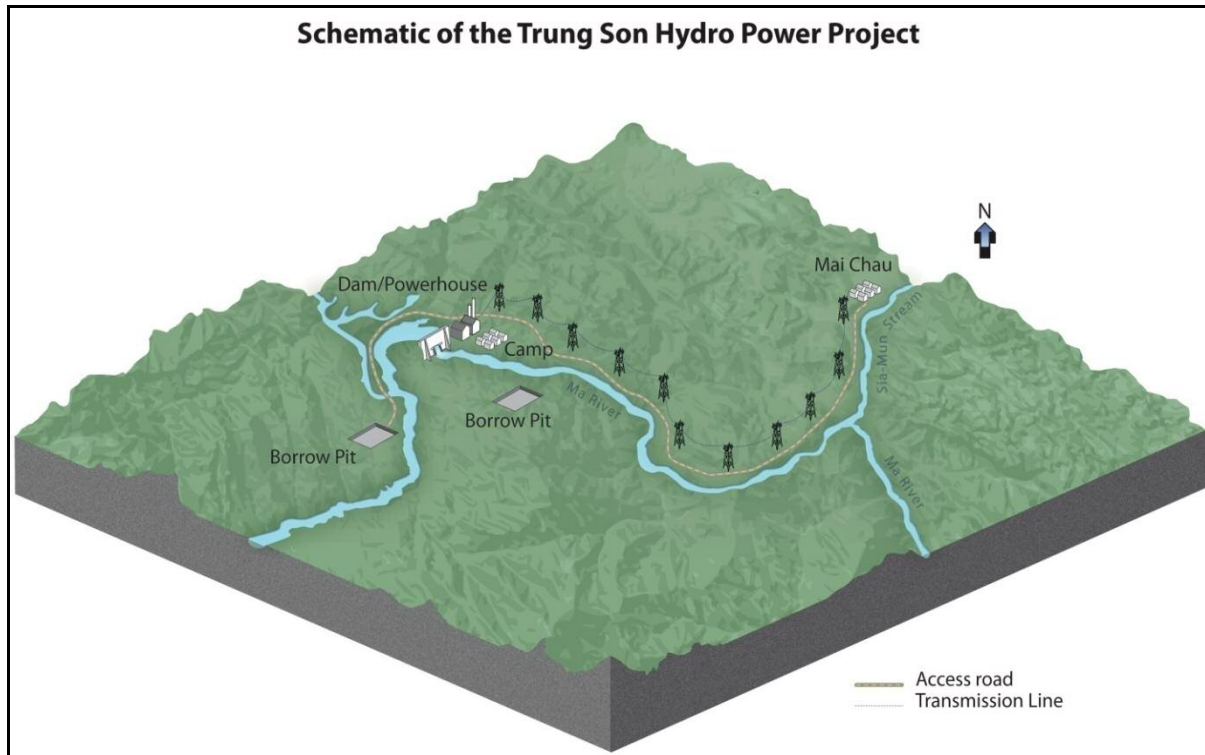 Schematic of the Trung Son Hydro Power Project
N
Mai Chau
Dam/Powerhouse
Sia-Mun Stream
Camp
Ma River
Borrow Pit
Borrow Pit
Ma River
Access road
Transmission Line